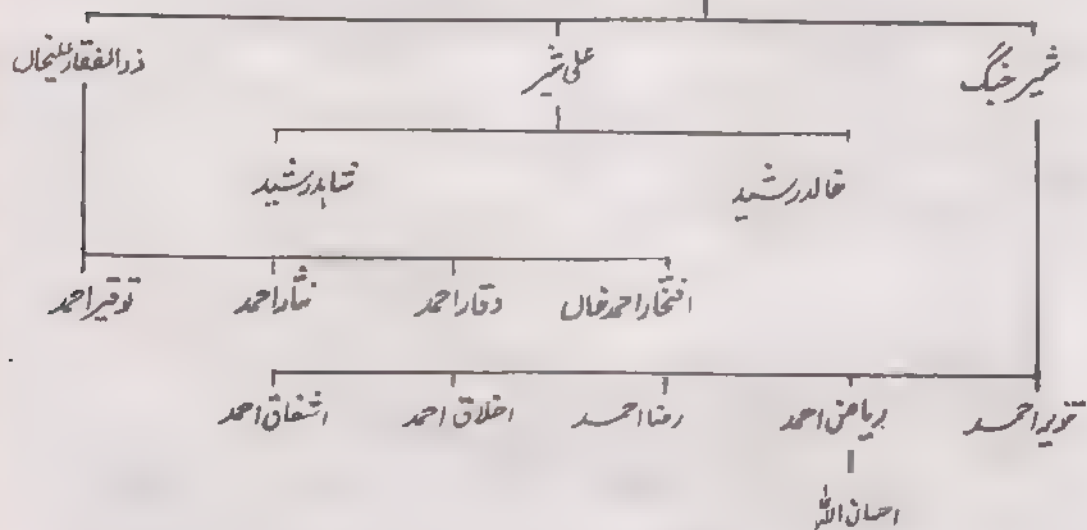 شیر جنگ علی شیر ذوالفقار علیخاں
خالد رشید شاہد رشید
افتخار احمد خاں وقار احمد نثار احمد توقیر احمد
تنویر احمد ریاض احمد رضا احمد اخلاق احمد اشفاق احمد
احسان اللہ